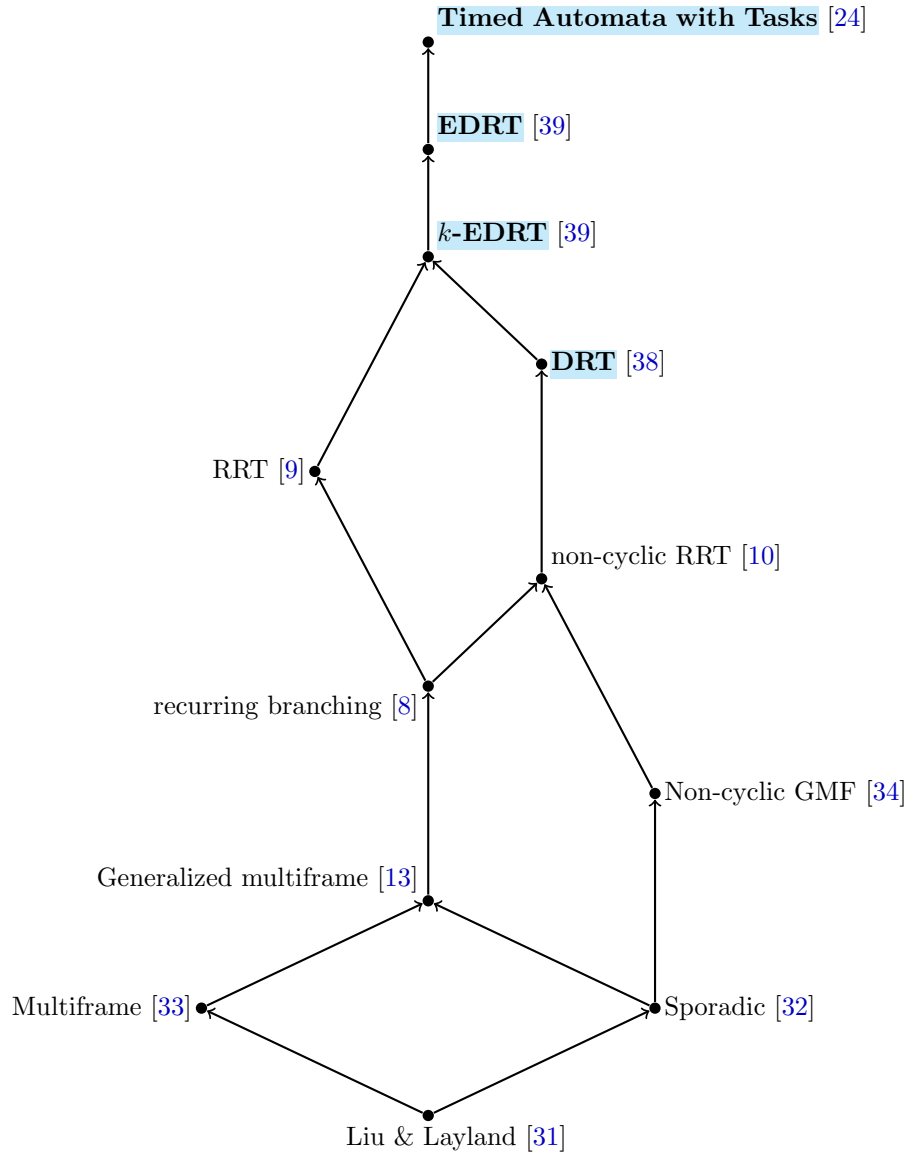 Timed Automata with Tasks [24]
EDRT [39]
k-EDRT [39]
DRT [38]
RRT [9]
non-cyclic RRT [10]
recurring branching [8]
Non-cyclic GMF [34]
Generalized multiframe [13]
Multiframe [33]
Sporadic [32]
Liu & Layland [31]